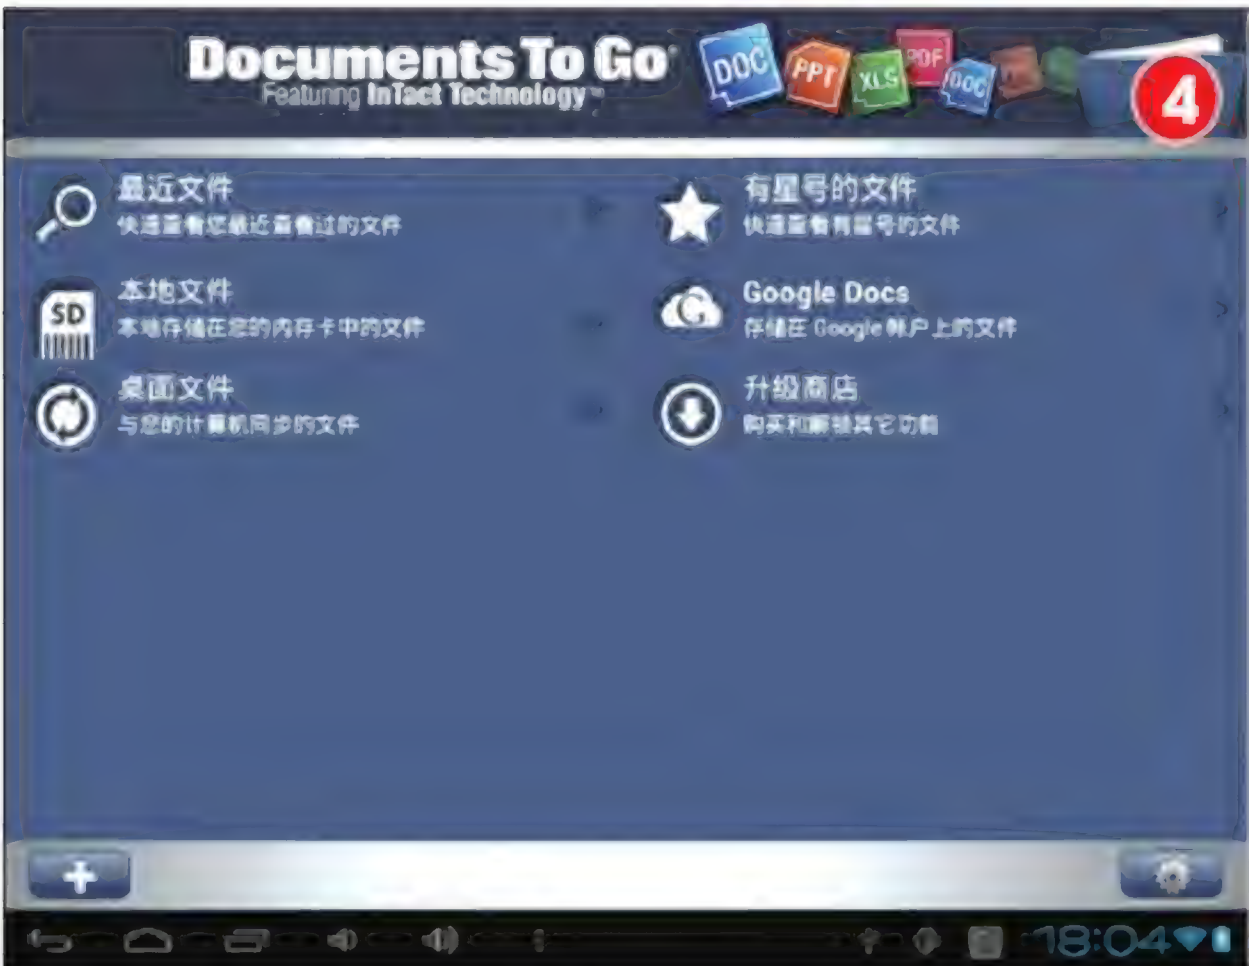 Documents To Go
Featuring InTact Technology™
DOC PPT XLS PDF DOC
4
最近文件
快速查看您最近查看过的文件
有星号的文件
快速查看有星号的文件
SD
本地文件
本地存储在您的内存卡中的文件
Google Docs
存储在 Google 帐户上的文件
桌面文件
与您的计算机同步的文件
升级商店
购买和解锁其它功能
18:04